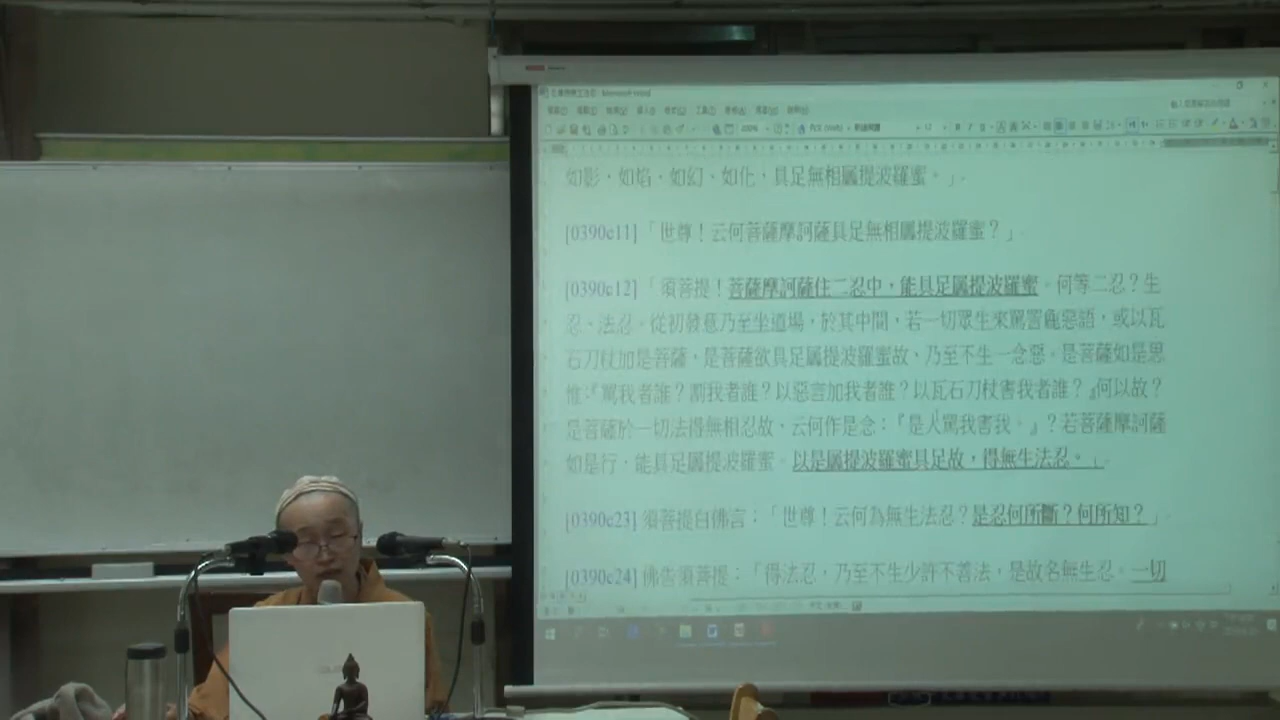 如影、如焰、如幻、如化，具足無相羼提波羅蜜。」
[0390c11]「世尊！云何菩薩摩訶薩具足無相羼提波羅蜜？」
[0390c12]「須菩提！菩薩摩訶薩住二忍中，能具足羼提波羅蜜。何等二忍？生
忍、法忍。從初發意乃至坐道場，於其中間，若一切眾生來罵詈麁惡語，或以瓦
石刀杖加是菩薩，是菩薩欲具足羼提波羅蜜故，乃至不生一念惡。是菩薩如是思
惟：『罵我者誰？割我者誰？以惡言加我者誰？以瓦石刀杖害我者誰？』何以故？
是菩薩於一切法得無相忍故，云何作是念：『是人罵我害我。』？若菩薩摩訶薩
如是行，能具足羼提波羅蜜。以是羼提波羅蜜具足故，得無生法忍。」
[0390c23] 須菩提白佛言：「世尊！云何為無生法忍？是忍何所斷？何所知？」
[0390c24] 佛告須菩提：「得法忍，乃至不生少許不善法，是故名無生忍。一切